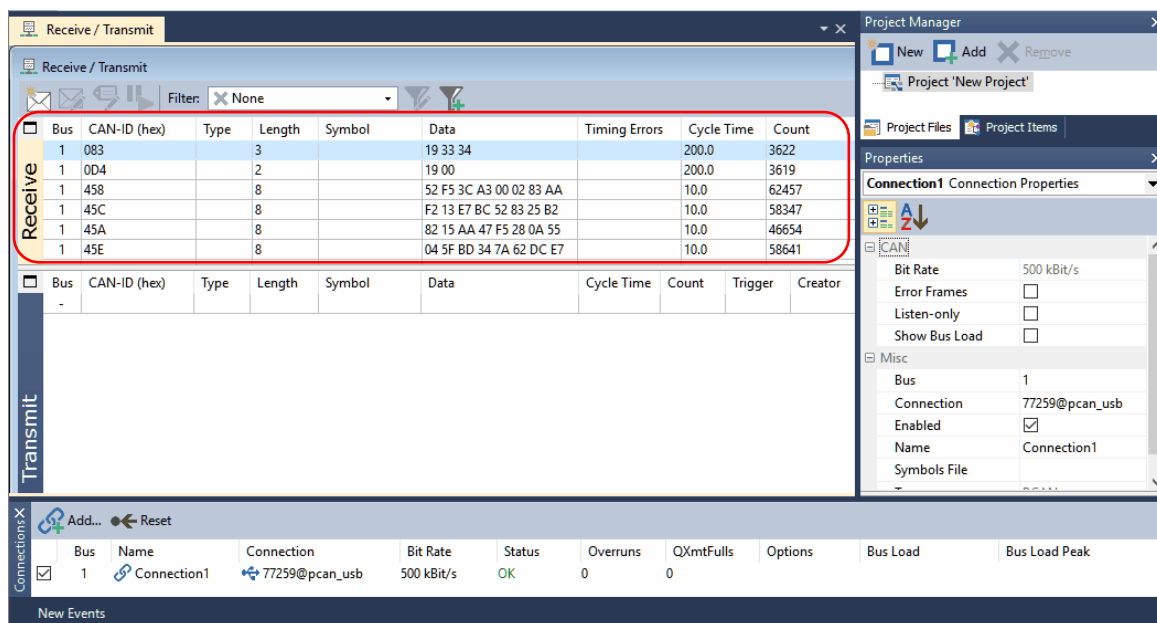 Receive / Transmit
Receive / Transmit
Filter: None
Bus CAN-ID (hex) Type Length Symbol Data Timing Errors Cycle Time Count
1 083 3 19 33 34 200.0 3622
1 0D4 2 19 00 200.0 3619
1 458 8 52 F5 3C A3 00 02 83 AA 10.0 62457
1 45C 8 F2 13 E7 BC 52 83 25 B2 10.0 58347
1 45A 8 82 15 AA 47 F5 28 0A 55 10.0 46654
1 45E 8 04 5F BD 34 7A 62 DC E7 10.0 58641
Receive
Bus CAN-ID (hex) Type Length Symbol Data Cycle Time Count Trigger Creator
-
Transmit
Project Manager
New Add Remove
Project 'New Project'
Project Files Project Items
Properties
Connection1 Connection Properties
CAN
Bit Rate 500 kBit/s
Error Frames
Listen-only
Show Bus Load
Misc
Bus 1
Connection 77259@pcan_usb
Enabled
Name Connection1
Symbols File
Connections
Add... Reset
Bus Name Connection Bit Rate Status Overruns QXmtFulls Options Bus Load Bus Load Peak
1 Connection1 77259@pcan_usb 500 kBit/s OK 0 0
New Events